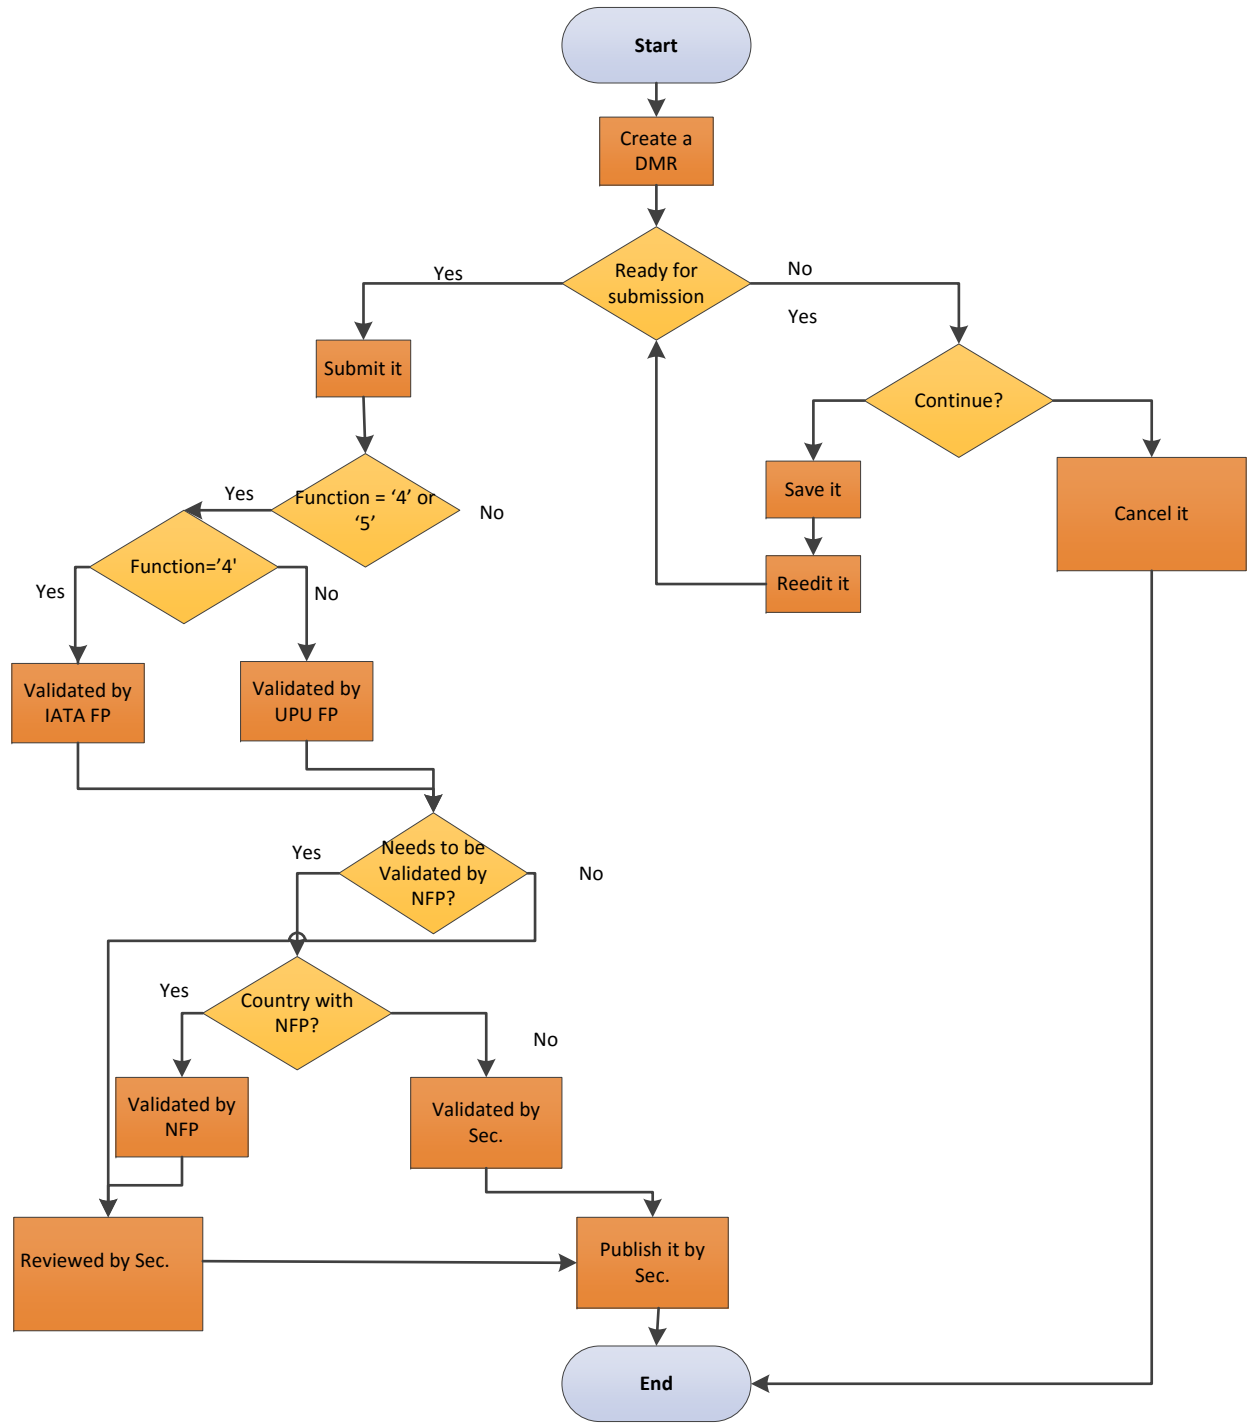 Start
Create a
DMR
Ready for
submission
Yes
No
Yes
Submit it
Continue?
Save it
Cancel it
Reedit it
Function = ‘4’ or
‘5’
Yes
No
Function=’4'
Yes
No
Validated by
IATA FP
Validated by
UPU FP
Needs to be
Validated by
NFP?
Yes
No
Country with
NFP?
Yes
No
Validated by
NFP
Validated by
Sec.
Reviewed by Sec.
Publish it by
Sec.
End